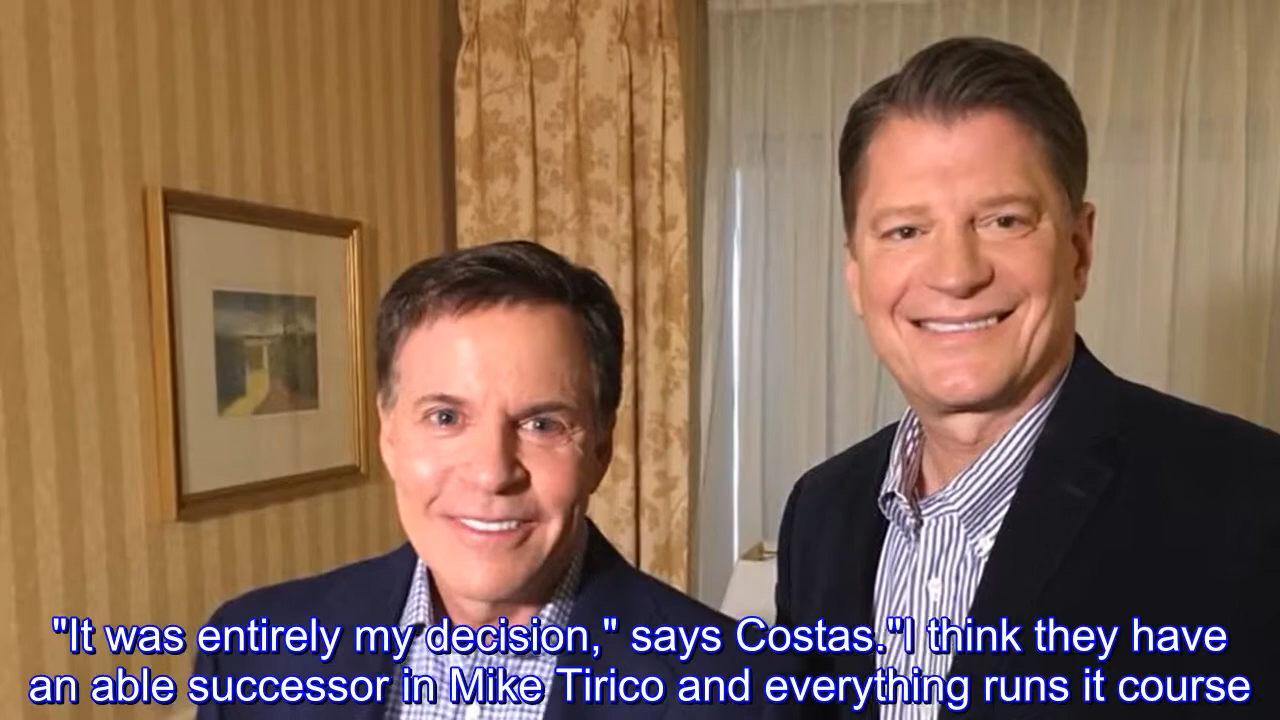 "It was entirely my decision," says Costas."I think they have
an able successor in Mike Tirico and everything runs it course